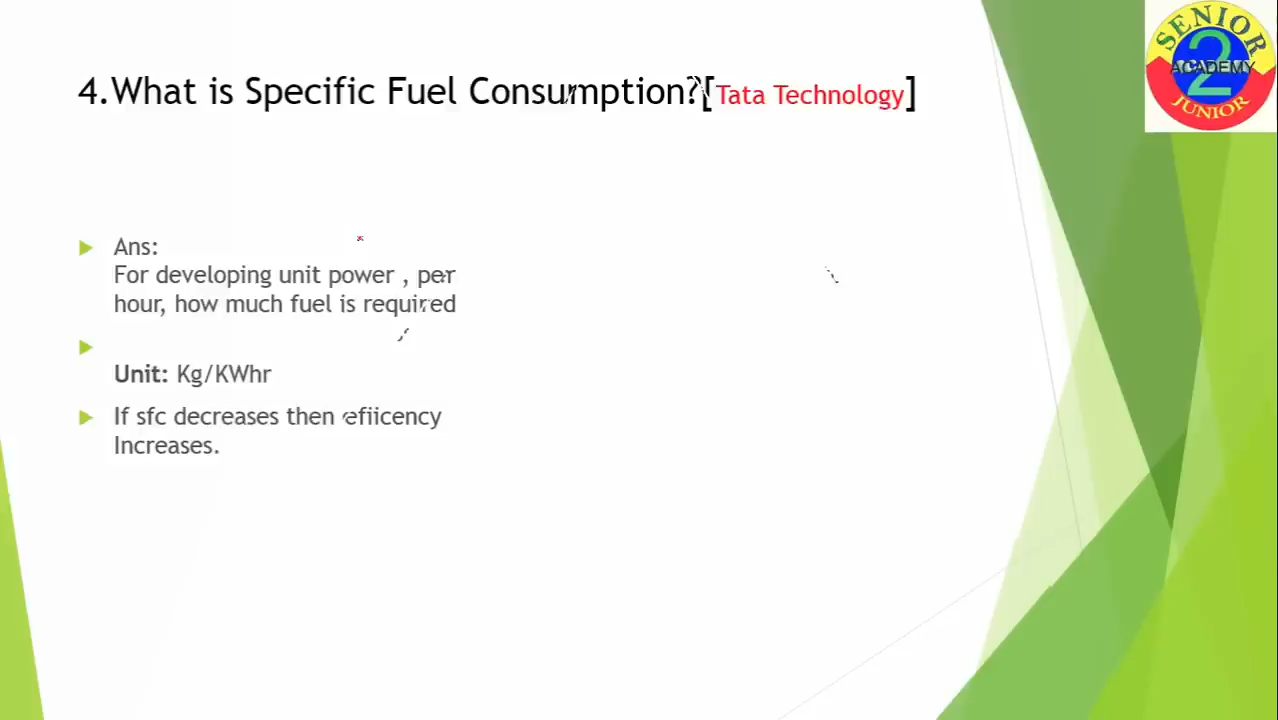 4.What is Specific Fuel Consumption?[Tata Technology]
SENIOR
2
ACADEMY
JUNIOR
Ans:
For developing unit power , per
hour, how much fuel is required
Unit: Kg/KWhr
If sfc decreases then efiicency
Increases.